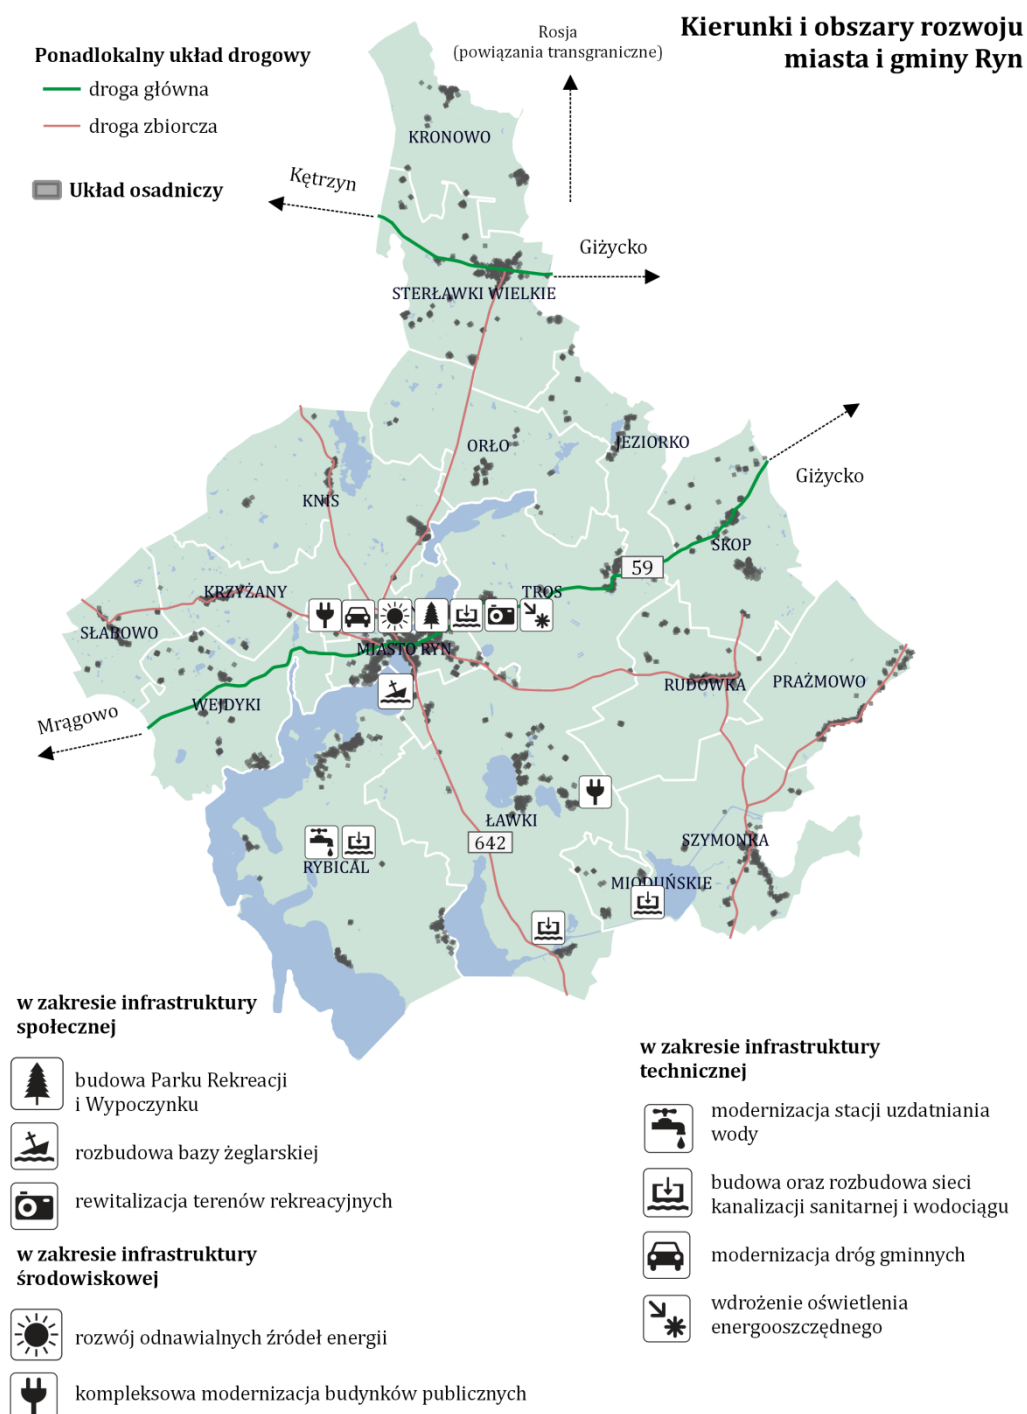 Kierunki i obszary rozwoju
miasta i gminy Ryn
Rosja
(powiązania transgraniczne)
Ponadlokalny układ drogowy
droga główna
droga zbiorcza
Układ osadniczy
KRONOWO
Kętrzyn
Giżycko
STERŁAWKI WIELKIE
ORŁO
JEZIORKO
Giżycko
KNIS
SKOP
59
KRZYŻANY
TROS
SŁABOWO
MIASTO RYN
RUDÓWKA
PRAŻMOWO
WEJDYKI
Mrągowo
ŁAWKI
642
SZYMONKA
RYBICAL
MIODUŃSKIE
w zakresie infrastruktury
społecznej
budowa Parku Rekreacji
i Wypoczynku
rozbudowa bazy żeglarskiej
rewitalizacja terenów rekreacyjnych
w zakresie infrastruktury
środowiskowej
rozwój odnawialnych źródeł energii
kompleksowa modernizacja budynków publicznych
w zakresie infrastruktury
technicznej
modernizacja stacji uzdatniania
wody
budowa oraz rozbudowa sieci
kanalizacji sanitarnej i wodociągu
modernizacja dróg gminnych
wdrożenie oświetlenia
energooszczędnego